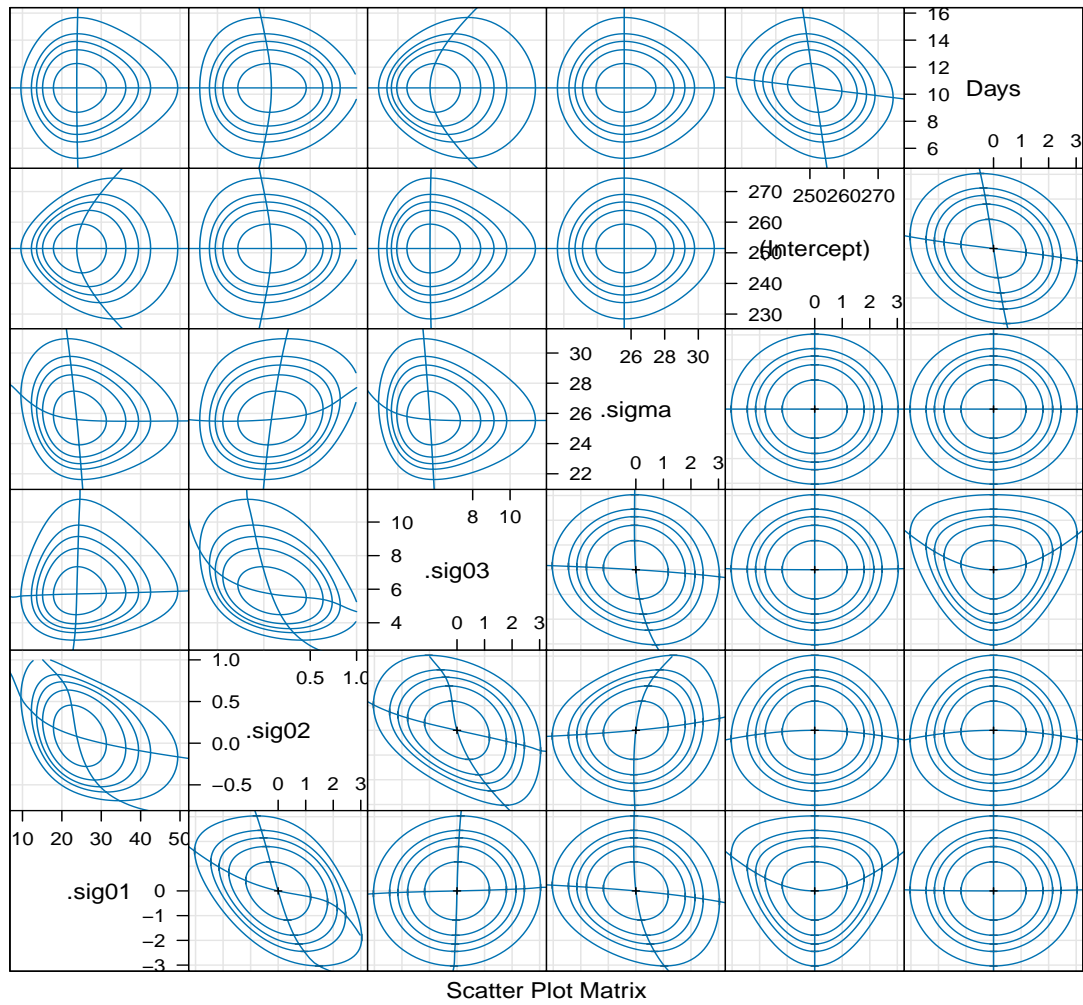 16
14
12
10 Days
8
6
0 1 2 3
270 250 260 270
260
250 (Intercept)
240
230
0 1 2 3
30 26 28 30
28
26 .sigma
24
22
0 1 2 3
10 8 10
8
6 .sig03
4
0 1 2 3
1.0 0.5 1.0
0.5
0.0 .sig02
−0.5
0 1 2 3
10 20 30 40 50
.sig01 0
−1
−2
−3
Scatter Plot Matrix